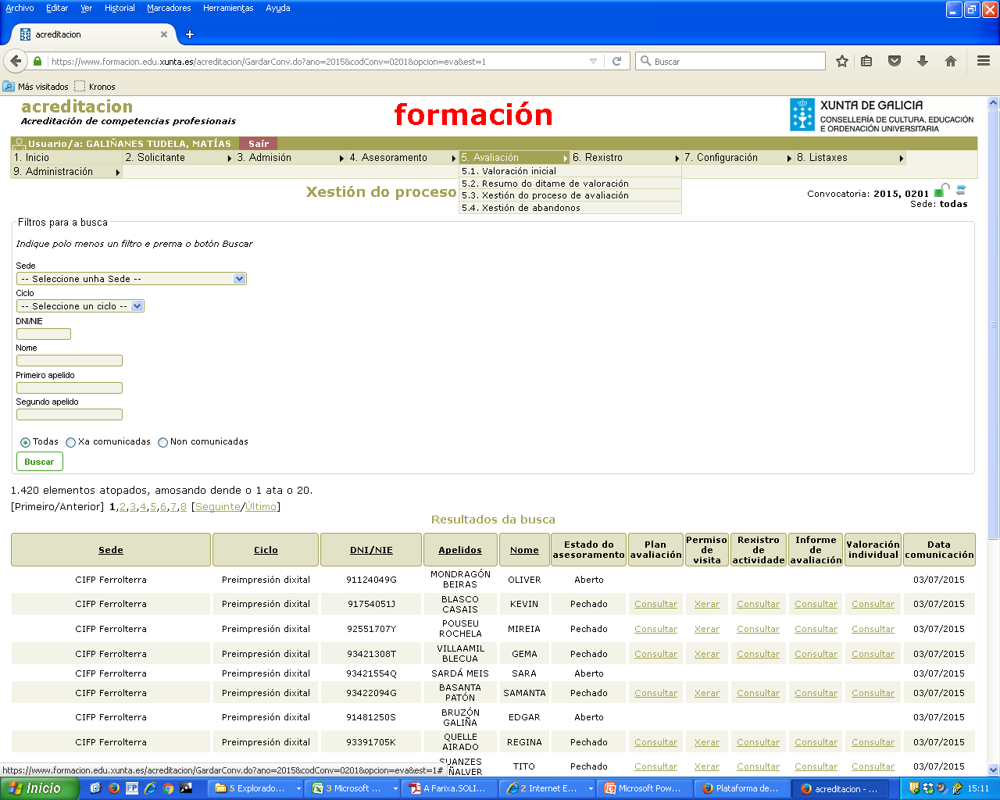 Archivo Editar Ver Historial Marcadores Herramientas Ayuda
acreditacion
https://www.formacion.edu.xunta.es/acreditacion/GardarConv.do?ano=2015&codConv=0201&opcion=eva&est=1
Buscar
Más visitados Kronos
acreditacion
Acreditación de competencias profesionais
formación
XUNTA DE GALICIA
CONSELLERÍA DE CULTURA, EDUCACIÓN
E ORDENACIÓN UNIVERSITARIA
Usuario/a: GALIÑANES TUDELA, MATÍAS Saír
1. Inicio 2. Solicitante 3. Admisión 4. Asesoramento 5. Avaliación 6. Rexistro 7. Configuración 8. Listaxes
9. Administración
5.1. Valoración inicial
5.2. Resumo do ditame de valoración
5.3. Xestión do proceso de avaliación
5.4. Xestión de abandonos
Xestión do proceso
Convocatoria: 2015, 0201
Sede: todas
Filtros para a busca
Indique polo menos un filtro e prema o botón Buscar
Sede
-- Seleccione unha Sede --
Ciclo
-- Seleccione un ciclo --
DNI/NIE
Nome
Primeiro apelido
Segundo apelido
Todas Xa comunicadas Non comunicadas
Buscar
1.420 elementos atopados, amosando dende o 1 ata o 20.
[Primeiro/Anterior] 1,2,3,4,5,6,7,8 [Seguinte/Último]
Resultados da busca
Sede Ciclo DNI/NIE Apelidos Nome Estado do asesoramento Plan avaliación Permiso de visita Rexistro de actividade Informe de avaliación Valoración individual Data comunicación
CIFP Ferrolterra Preimpresión dixital 91124049G MONDRAGÓN BEIRAS OLIVER Aberto 03/07/2015
CIFP Ferrolterra Preimpresión dixital 91754051J BLASCO CASAIS KEVIN Pechado Consultar Xerar Consultar Consultar Consultar 03/07/2015
CIFP Ferrolterra Preimpresión dixital 92551707Y POUSEU ROCHELA MIREIA Pechado Consultar Xerar Consultar Consultar Consultar 03/07/2015
CIFP Ferrolterra Preimpresión dixital 93421308T VILLAAMIL BLECUA GEMA Pechado Consultar Xerar Consultar Consultar Consultar 03/07/2015
CIFP Ferrolterra Preimpresión dixital 93421554Q SARDÁ MEIS SARA Aberto 03/07/2015
CIFP Ferrolterra Preimpresión dixital 93422094G BASANTA PATÓN SAMANTA Pechado Consultar Xerar Consultar Consultar Consultar 03/07/2015
CIFP Ferrolterra Preimpresión dixital 91481250S BRUZÓN GALIÑA EDGAR Aberto 03/07/2015
CIFP Ferrolterra Preimpresión dixital 93391705K QUELLE AIRADO REGINA Pechado Consultar Xerar Consultar Consultar Consultar 03/07/2015
TITO Pechado Consultar Xerar Consultar Consultar Consultar 03/07/2015
https://www.formacion.edu.xunta.es/acreditacion/GardarConv.do?ano=2015&codConv=0201&opcion=eva&est=1#
Inicio FP 5 Explorado... 3 Microsoft ... A Farixa.SOLI... 2 Internet E... Microsoft Pow... Plataforma de... acreditacion - ... 15:11